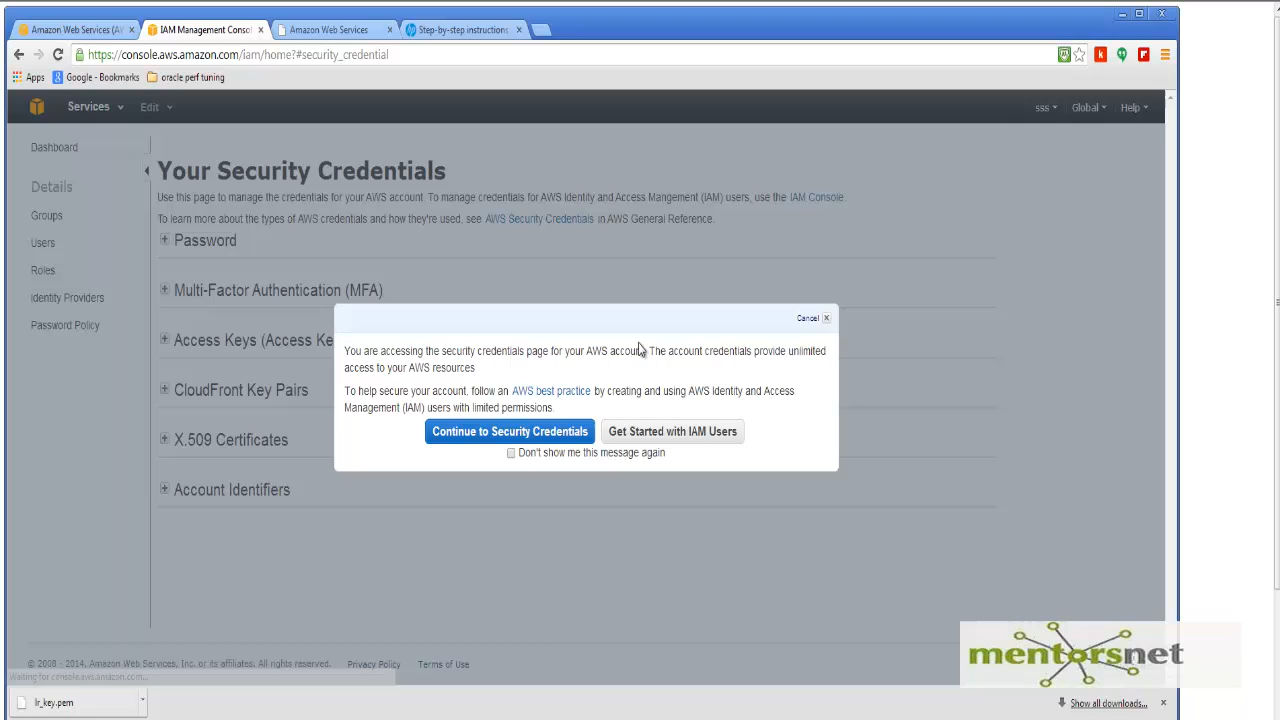 Amazon Web Services (AV
IAM Management Conso
Amazon Web Services
Step-by-step instructions
https://console.aws.amazon.com/iam/home?#security_credential
Apps
Google - Bookmarks
oracle perf tuning
Services
Edit
sss
Global
Help
Dashboard
Details
Groups
Users
Roles
Identity Providers
Password Policy
Your Security Credentials
Use this page to manage the credentials for your AWS account. To manage credentials for AWS Identity and Access Mangement (IAM) users, use the IAM Console.
To learn more about the types of AWS credentials and how they're used, see AWS Security Credentials in AWS General Reference.
Password
Multi-Factor Authentication (MFA)
Access Keys (Access Ke
CloudFront Key Pairs
X.509 Certificates
Account Identifiers
Cancel
You are accessing the security credentials page for your AWS account. The account credentials provide unlimited
access to your AWS resources
To help secure your account, follow an AWS best practice by creating and using AWS Identity and Access
Management (IAM) users with limited permissions.
Continue to Security Credentials
Get Started with IAM Users
Don't show me this message again
© 2008 - 2014, Amazon Web Services, Inc. or its affiliates. All rights reserved.
Privacy Policy
Terms of Use
Waiting for console.aws.amazon.com...
lr_key.pem
Show all downloads...
mentorsnet